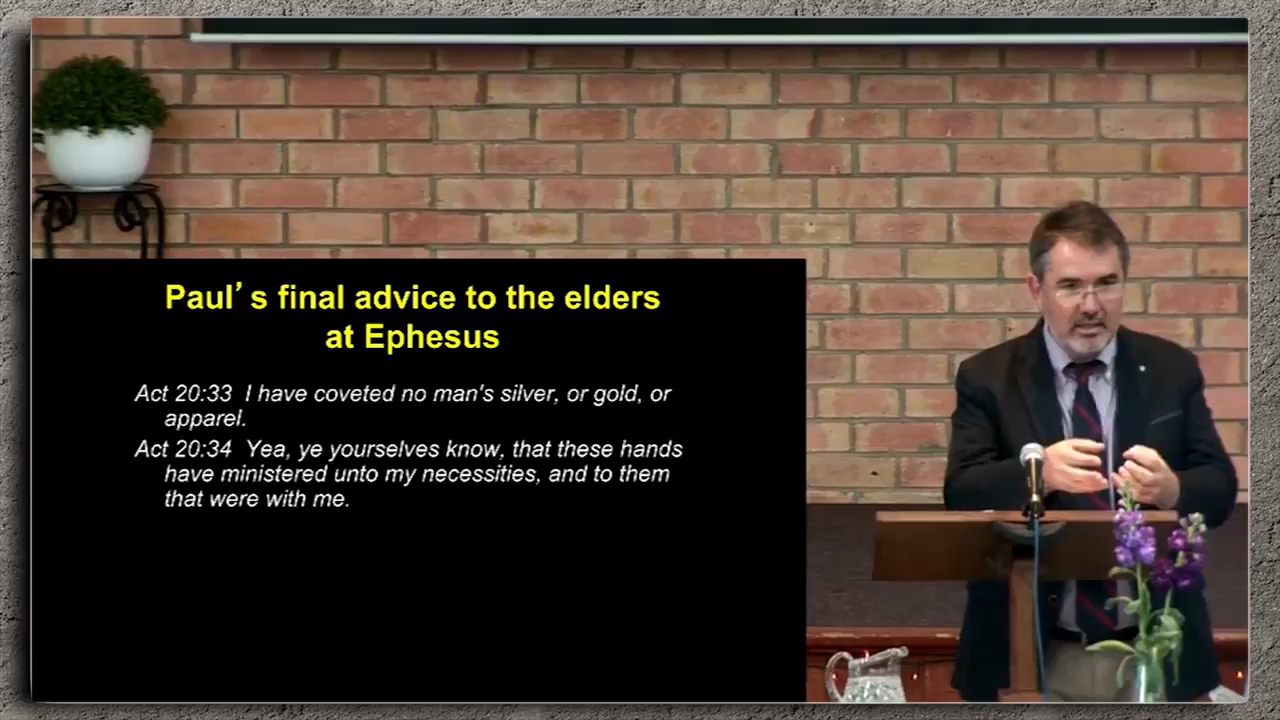 Paul’s final advice to the elders
at Ephesus
Act 20:33 I have coveted no man's silver, or gold, or
apparel.
Act 20:34 Yea, ye yourselves know, that these hands
have ministered unto my necessities, and to them
that were with me.